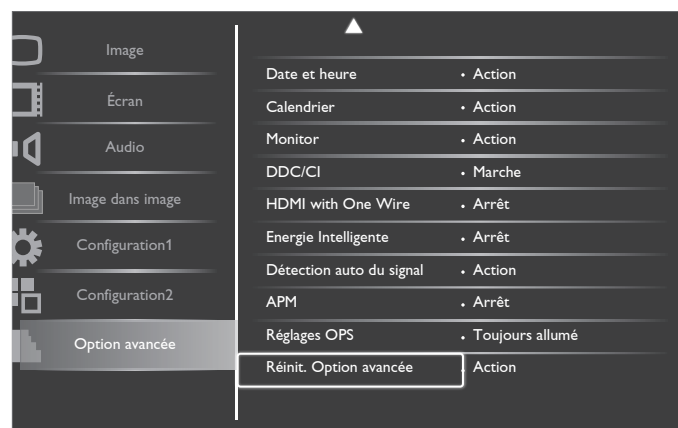 Image
Écran
Audio
Image dans image
Configuration1
Configuration2
Option avancée
Date et heure • Action
Calendrier • Action
Monitor • Action
DDC/CI • Marche
HDMI with One Wire • Arrêt
Energie Intelligente • Arrêt
Détection auto du signal • Action
APM • Arrêt
Réglages OPS • Toujours allumé
Réinit. Option avancée • Action